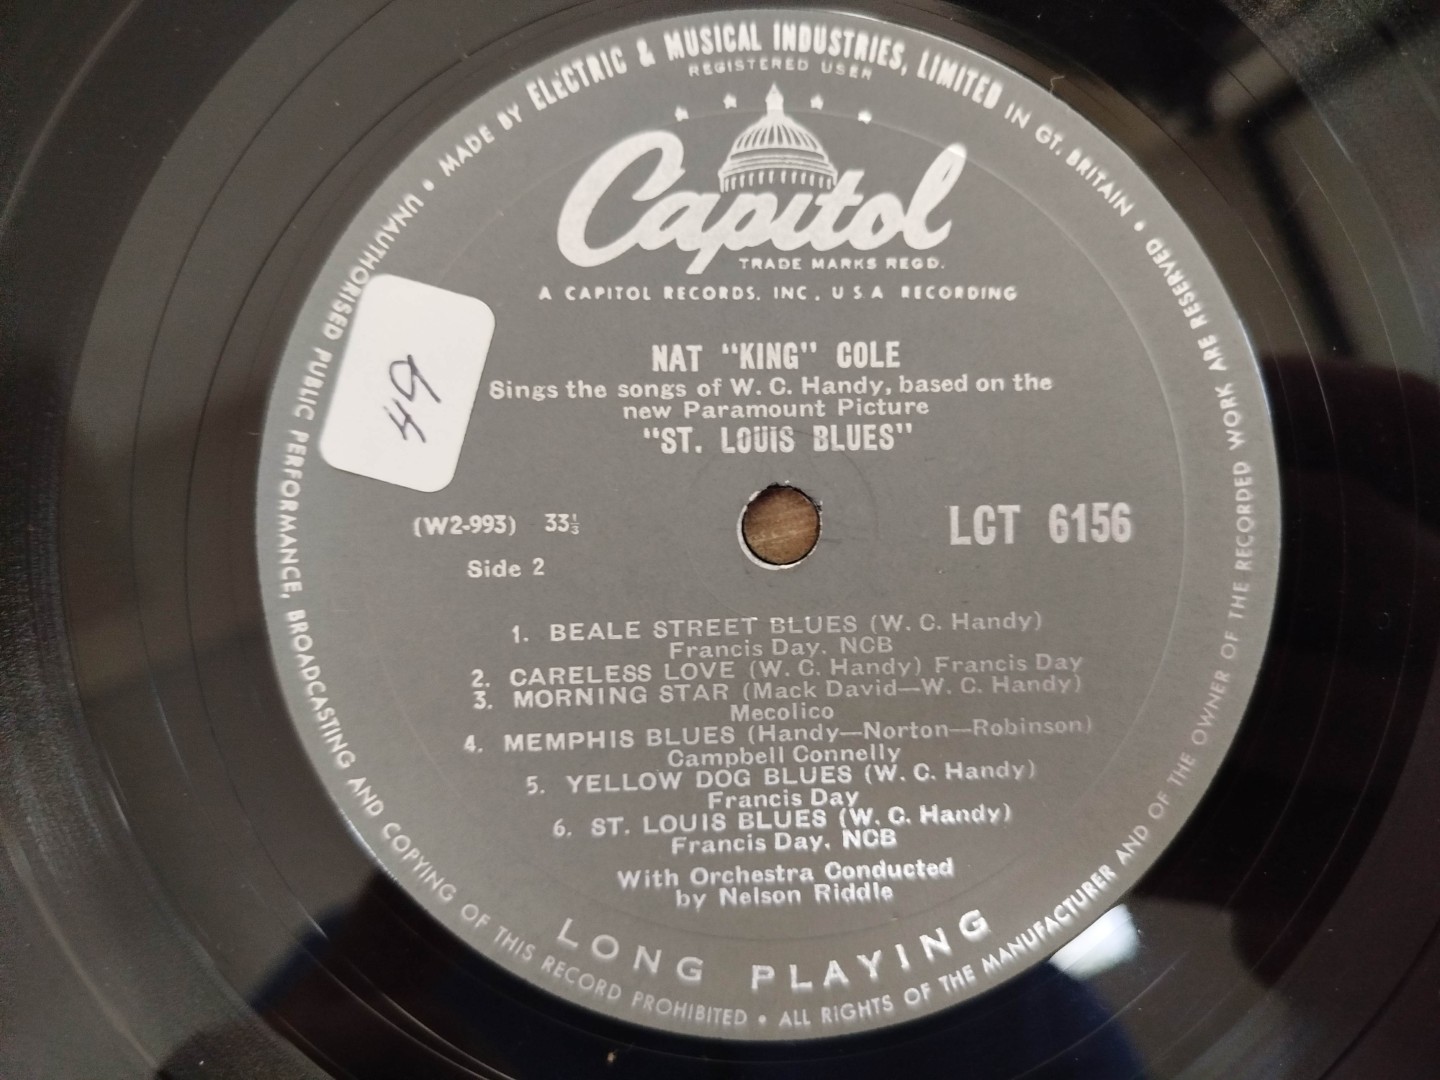 MADE BY ELECTRIC & MUSICAL INDUSTRIES, LIMITED IN GT. BRITAIN •
REGISTERED USER
Capitol
TRADE MARKS REGD.
A CAPITOL RECORDS, INC., U S A RECORDING
49
NAT "KING" COLE
Sings the songs of W. C. Handy, based on the
new Paramount Picture
"ST. LOUIS BLUES"
(W2-993) 33⅓
LCT 6156
Side 2
1. BEALE STREET BLUES (W. C. Handy)
Francis Day. NCB
2. CARELESS LOVE (W. C. Handy) Francis Day
3. MORNING STAR (Mack David—W. C. Handy)
Mecolico
4. MEMPHIS BLUES (Handy—Norton—Robinson)
Campbell Connelly
5. YELLOW DOG BLUES (W. C. Handy)
Francis Day
6. ST. LOUIS BLUES (W. C. Handy)
Francis Day. NCB
With Orchestra Conducted
by Nelson Riddle
LONG PLAYING
UNAUTHORISED PUBLIC PERFORMANCE, BROADCASTING AND COPYING OF THIS RECORD PROHIBITED • ALL RIGHTS OF THE MANUFACTURER AND OF THE OWNER OF THE RECORDED WORK ARE RESERVED •